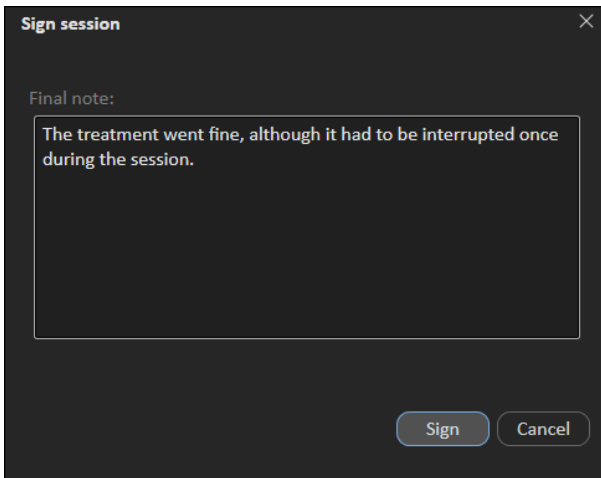 Sign session
Final note:
The treatment went fine, although it had to be interrupted once
during the session.
Sign
Cancel